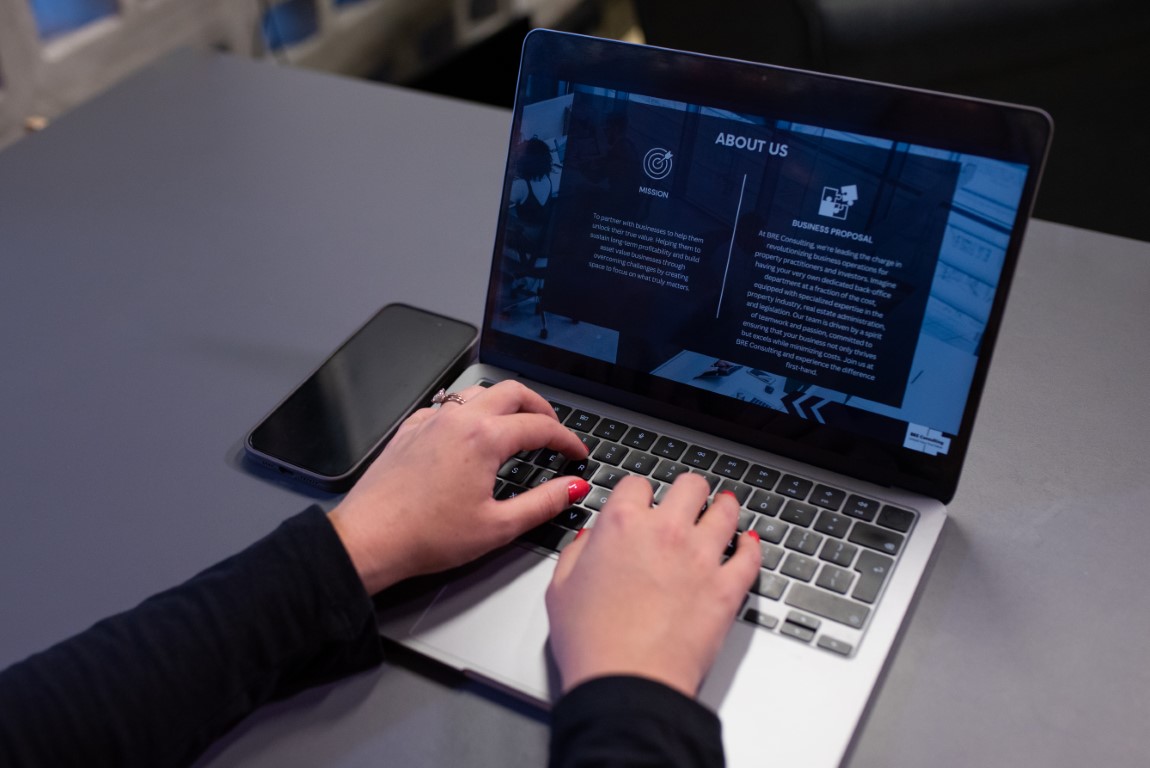 ABOUT US
MISSION
To partner with businesses to help them
unlock their true value. Helping them to
sustain long-term profitability and build
asset value businesses through
overcoming challenges by creating
space to focus on what truly matters.
BUSINESS PROPOSAL
At BRE Consulting, we're leading the charge in
revolutionizing business operations for
property practitioners and investors. Imagine
having your very own dedicated back-office
department at a fraction of the cost,
equipped with specialized expertise in the
property industry, real estate administration,
and legislation. Our team is driven by a spirit
of teamwork and passion, committed to
ensuring that your business not only thrives
but excels while minimizing costs. Join us at
BRE Consulting and experience the difference
first-hand.
BRE Consulting
E
R
T
5
6
7
S
D
G
X
V
O
P